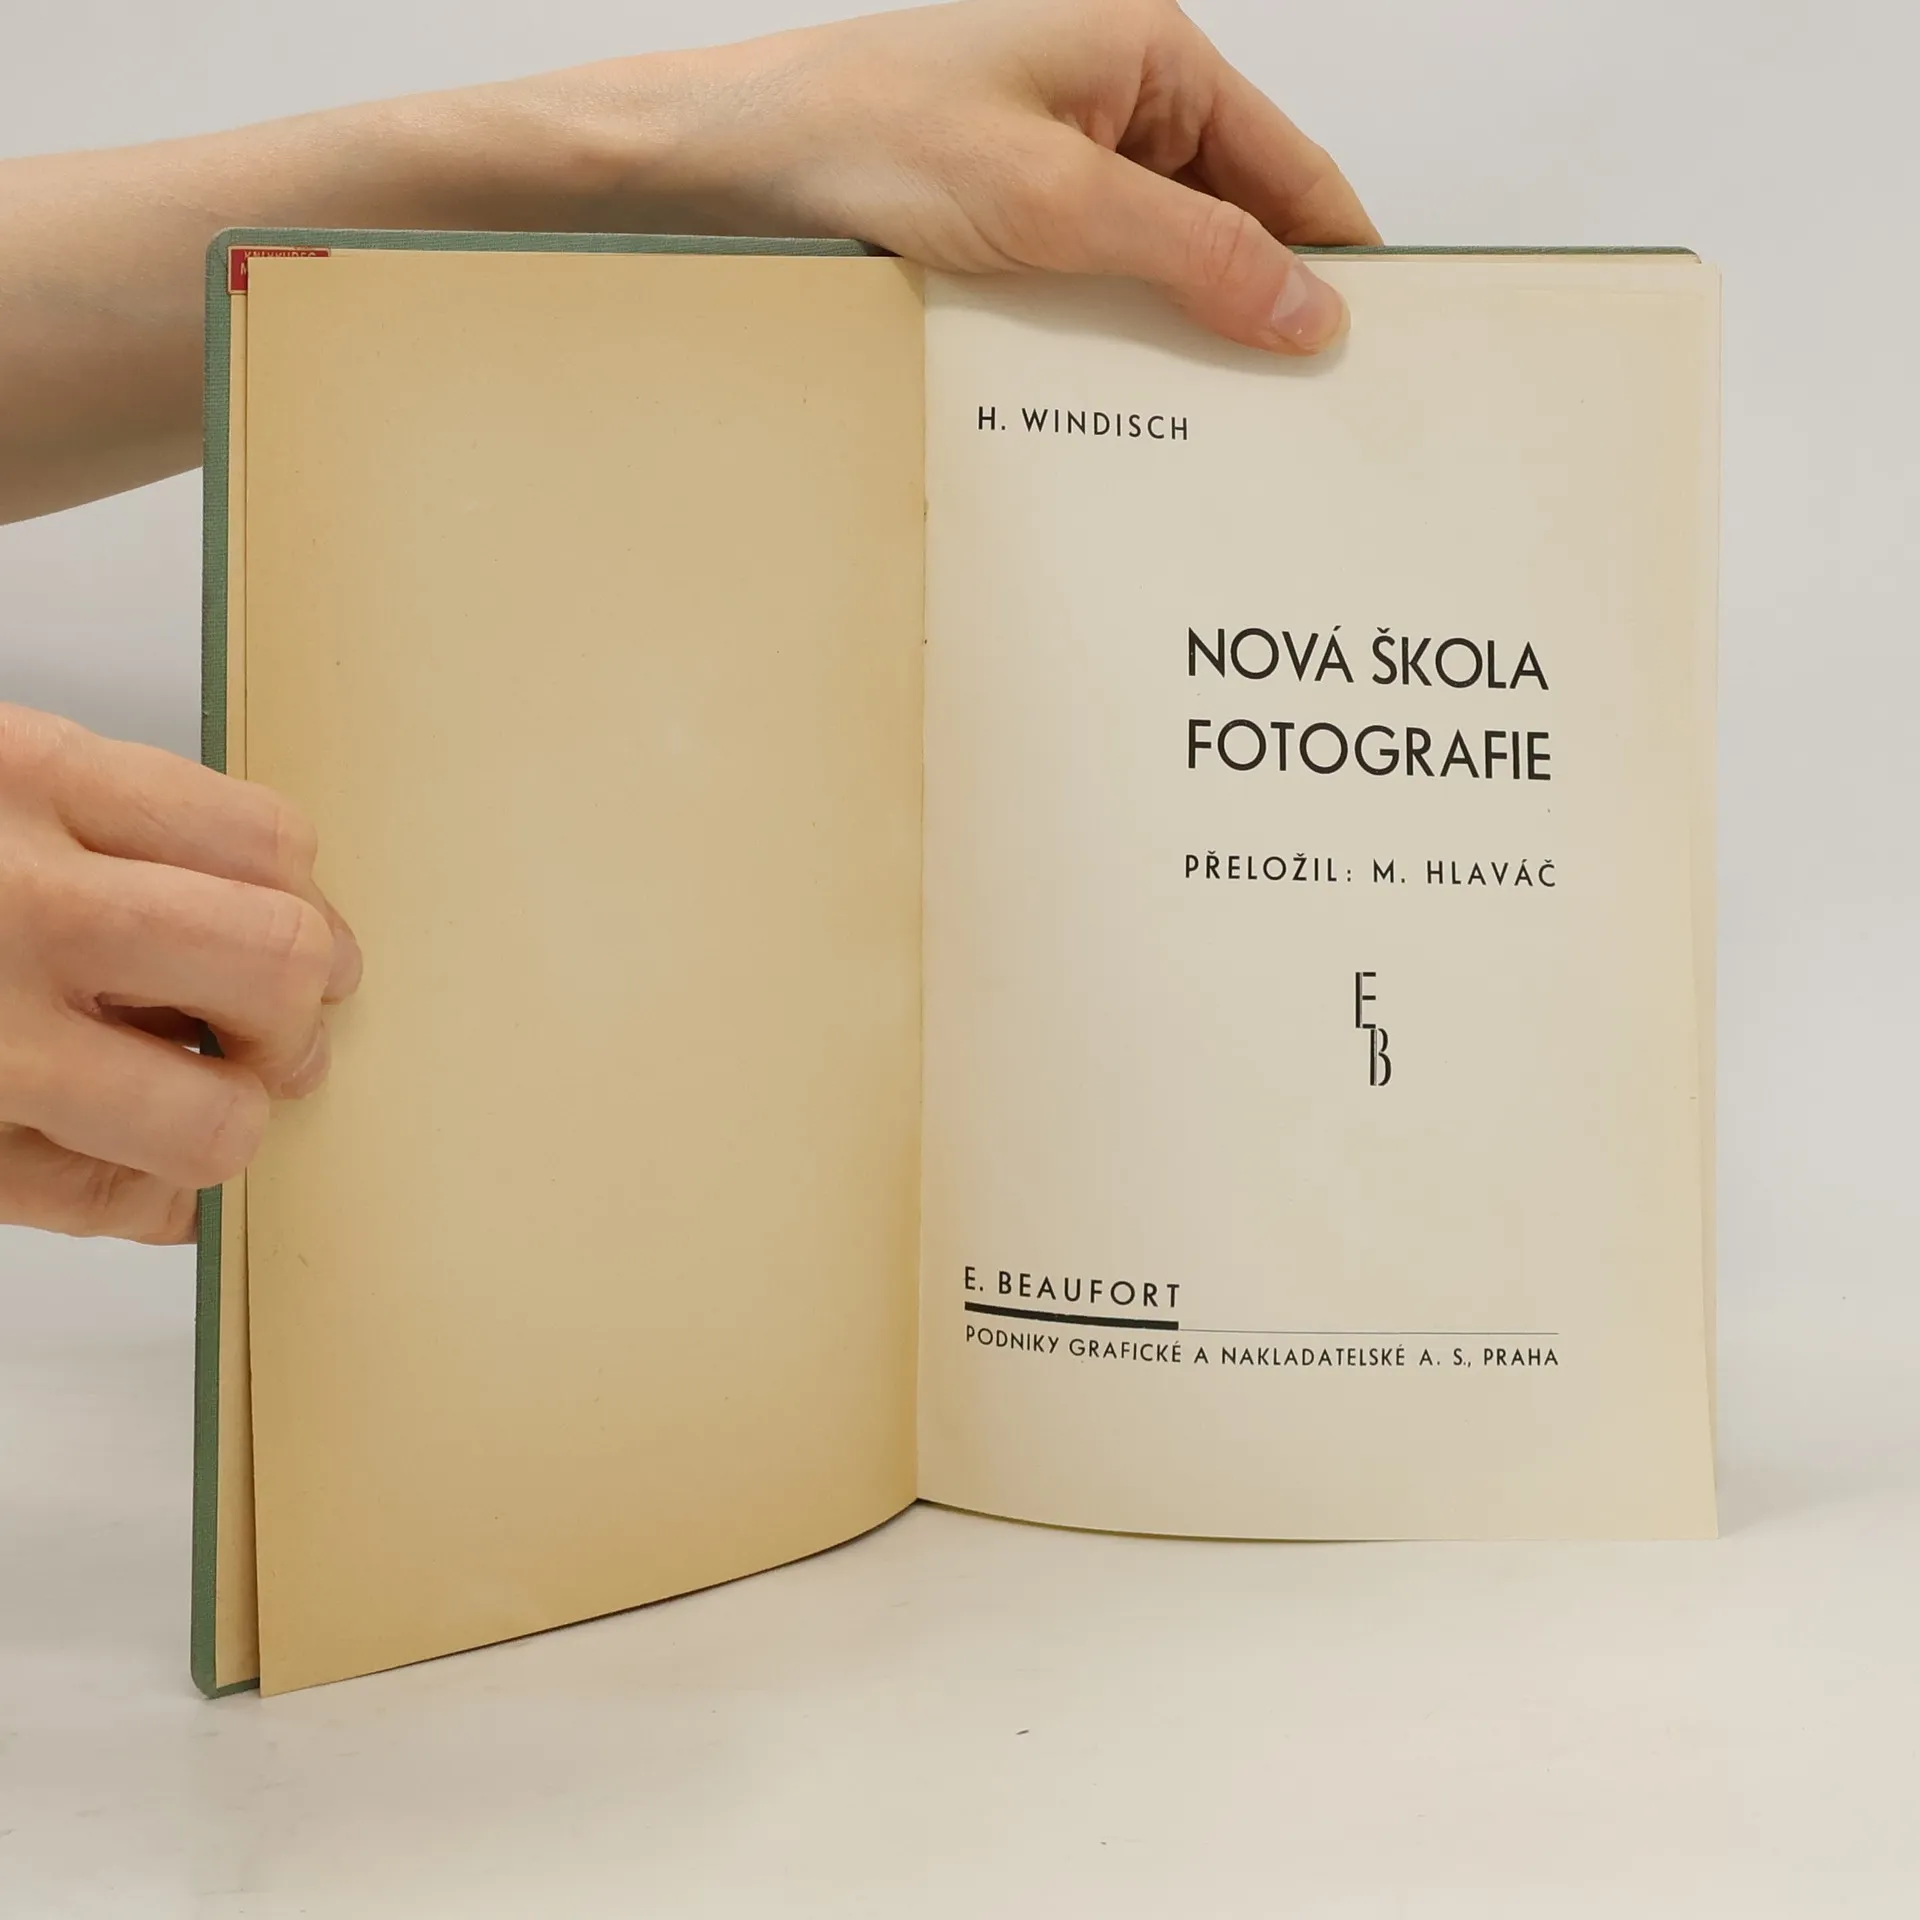 H. WINDISCH
NOVÁ ŠKOLA
FOTOGRAFIE
PŘELOŽIL: M. HLAVÁČ
E
B
E. BEAUFORT
PODNIKY GRAFICKÉ A NAKLADATELSKÉ A. S., PRAHA